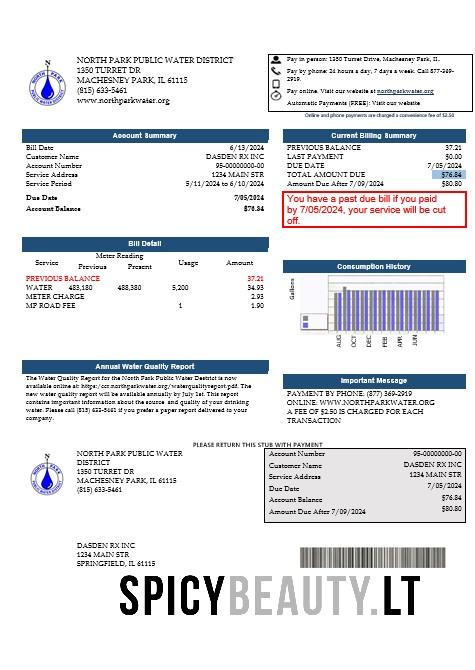 NORTH PARK PUBLIC WATER DISTRICT
1350 TURRET DR
MACHESNEY PARK, IL 61115
(815) 633-5461
www.northparkwater.org
Pay in person: 1350 Turret Drive, Machesney Park, IL.
Pay by phone: 24 hours a day, 7 days a week. Call 877-369-
2919.
Pay online. Visit our website at northparkwater.org
Automatic Payments (FREE): Visit our website
Online and phone payments are charged a convenience fee of $2.50
Account Summary
Bill Date 6/13/2024
Customer Name DASDEN RX INC
Account Number 95-00000000-00
Service Address 1234 MAIN STR
Service Period 5/11/2024 to 6/10/2024
Due Date 7/05/2024
Account Balance $76.84
Current Billing Summary
PREVIOUS BALANCE 37.21
LAST PAYMENT $0.00
DUE DATE 7/05/2024
TOTAL AMOUNT DUE $76.84
Amount Due After 7/09/2024 $80.80
You have a past due bill if you paid
by 7/05/2024, your service will be cut
off.
Bill Detail
Meter Reading
Service Previous Present Usage Amount
PREVIOUS BALANCE 37.21
WATER 483,180 488,380 5,200 34.93
METER CHARGE 2.93
MP ROAD FEE 1 1.90
Consumption History
Gallons
AUG OCT DEC FEB APR JUN
Annual Water Quality Report
The Water Quality Report for the North Park Public Water District is now
available online at: https:/ccr.northparkwater.org/waterqualityreport.pdf. The
new water quality report will be available annually by July 1st. This report
contains important information about the source and quality of your drinking
water. Please call (815) 633-5461 if you prefer a paper report delivered to your
company.
Important Message
PAYMENT BY PHONE: (877) 369-2919
ONLINE: WWW.NORTHPARKWATER.ORG
A FEE OF $2.50 IS CHARGED FOR EACH
TRANSACTION
PLEASE RETURN THIS STUB WITH PAYMENT
NORTH PARK PUBLIC WATER
DISTRICT
1350 TURRET DR
MACHESNEY PARK, IL 61115
(815) 633-5461
Account Number 95-00000000-00
Customer Name DASDEN RX INC
Service Address 1234 MAIN STR
Due Date 7/05/2024
Account Balance $76.84
Amount Due After 7/09/2024 $80.80
DASDEN RX INC
1234 MAIN STR
SPRINGFIELD, IL 61115
SPICYBEAUTY.LT